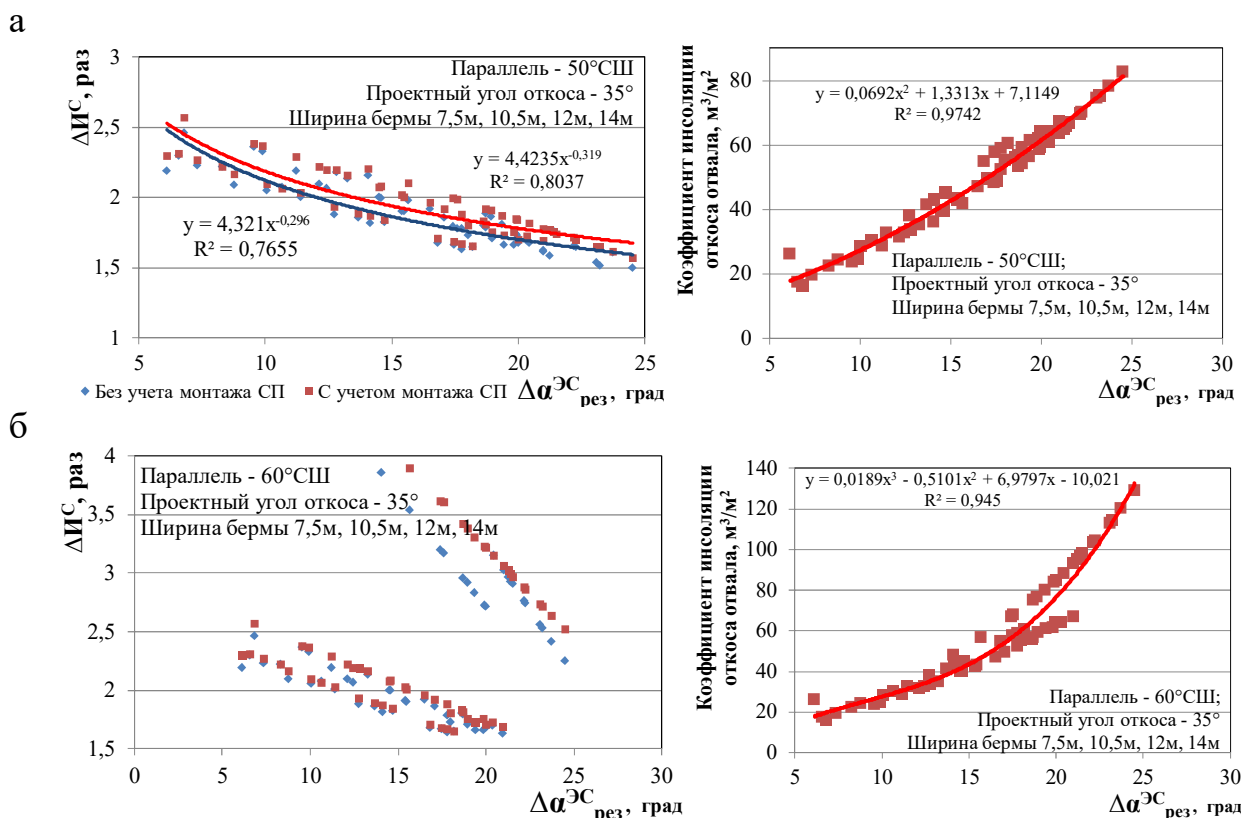 а
ΔИᶜ, раз
3
2,5
2
1,5
1
5
10
15
20
25
Параллель - 50°СШ
Проектный угол откоса - 35°
Ширина бермы 7,5м, 10,5м, 12м, 14м
y = 4,4235x^-0,319
R² = 0,8037
y = 4,321x^-0,296
R² = 0,7655
Без учета монтажа СП
С учетом монтажа СП
Δα^ЭС_рез, град
Коэффициент инсоляции
откоса отвала, м³/м²
80
60
40
20
0
5
10
15
20
25
30
y = 0,0692x² + 1,3313x + 7,1149
R² = 0,9742
Параллель - 50°СШ;
Проектный угол откоса - 35°
Ширина бермы 7,5м, 10,5м, 12м, 14м
Δα^ЭС_рез, град
б
ΔИᶜ, раз
4
3,5
3
2,5
2
1,5
0
5
10
15
20
25
30
Параллель - 60°СШ
Проектный угол откоса - 35°
Ширина бермы 7,5м, 10,5м, 12м, 14м
Δα^ЭС_рез, град
Коэффициент инсоляции
откоса отвала, м³/м²
140
120
100
80
60
40
20
0
5
10
15
20
25
30
y = 0,0189x³ - 0,5101x² + 6,9797x - 10,021
R² = 0,945
Параллель - 60°СШ;
Проектный угол откоса - 35°
Ширина бермы 7,5м, 10,5м, 12м, 14м
Δα^ЭС_рез, град